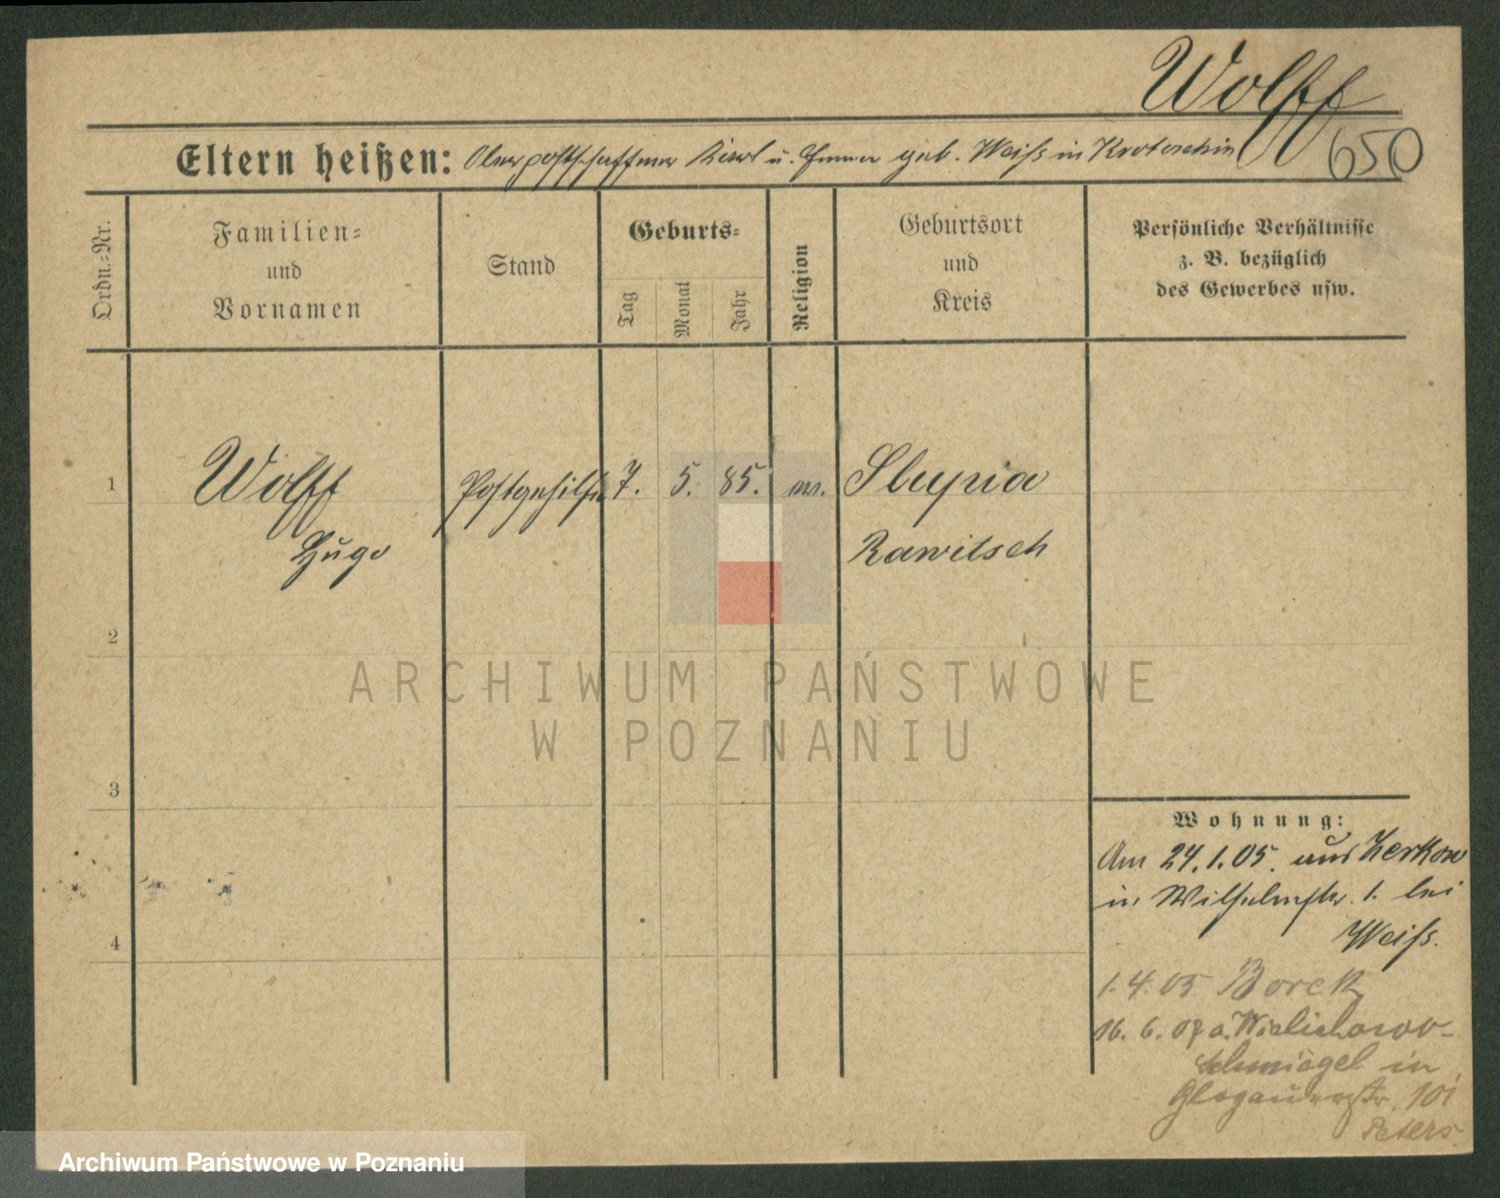 Wolff
650
Eltern heißen: Oberpostschaffner u. Emma geb. Weiß in Krotoschin
Ordn.-Nr.
Familien-
und
Vornamen
Stand
Geburts-
Tag
Monat
Jahr
Religion
Geburtsort
und
Kreis
Persönliche Verhältnisse
z. B. bezüglich
des Gewerbes usw.
1
Wolff
Hugo
Postgehilfe
7.
5.
85.
ev.
Slupia
Rawitsch
2
3
4
ARCHIWUM PAŃSTWOWE
W POZNANIU
Wohnung:
Am 24.1.05. aus Zerkow
in Wilhelmstr. 1. bei
Weiß.
1.4.05 Borek
16. 6. 07 a. Wielichowo-
Schmiegel in
Glogauerstr. 101
Peters.
Archiwum Państwowe w Poznaniu